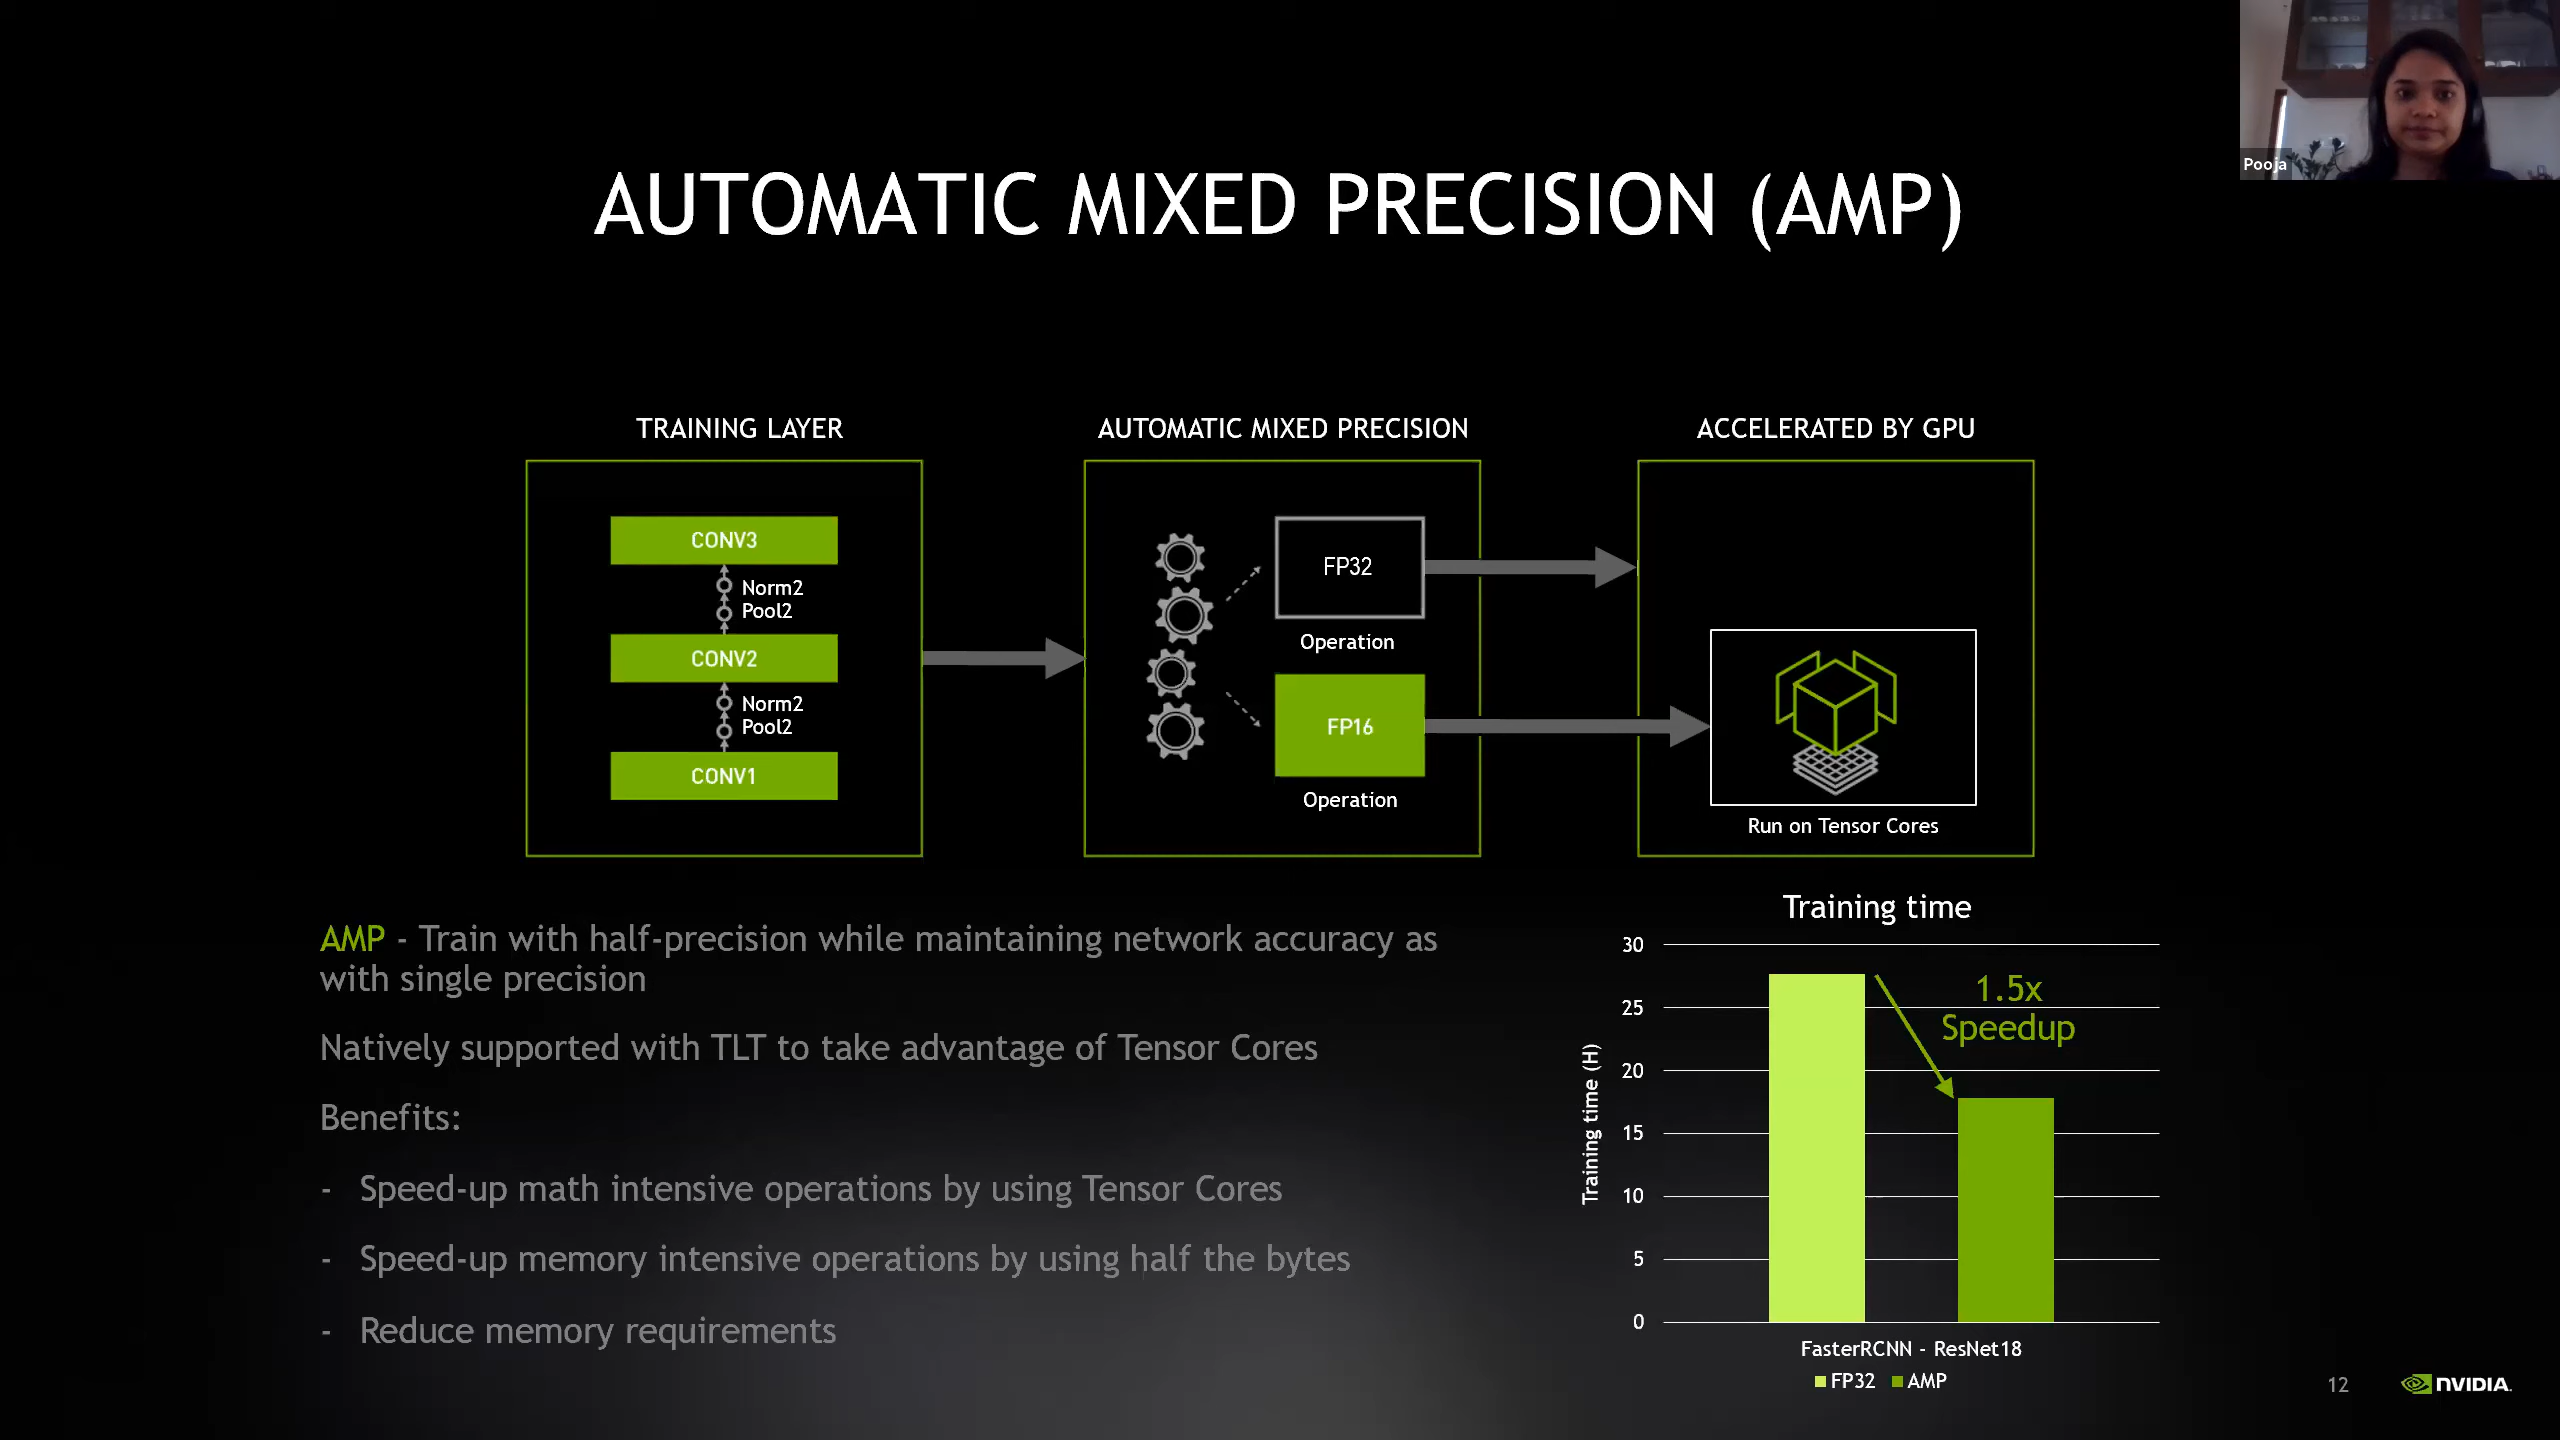 Pooja
AUTOMATIC MIXED PRECISION (AMP)
TRAINING LAYER
CONV3
Norm2
Pool2
CONV2
Norm2
Pool2
CONV1
AUTOMATIC MIXED PRECISION
FP32
Operation
FP16
Operation
ACCELERATED BY GPU
Run on Tensor Cores
AMP - Train with half-precision while maintaining network accuracy as
with single precision
Natively supported with TLT to take advantage of Tensor Cores
Benefits:
- Speed-up math intensive operations by using Tensor Cores
- Speed-up memory intensive operations by using half the bytes
- Reduce memory requirements
Training time
Training time (H)
30
25
20
15
10
5
0
1.5x
Speedup
FasterRCNN - ResNet18
FP32 AMP
12
NVIDIA.